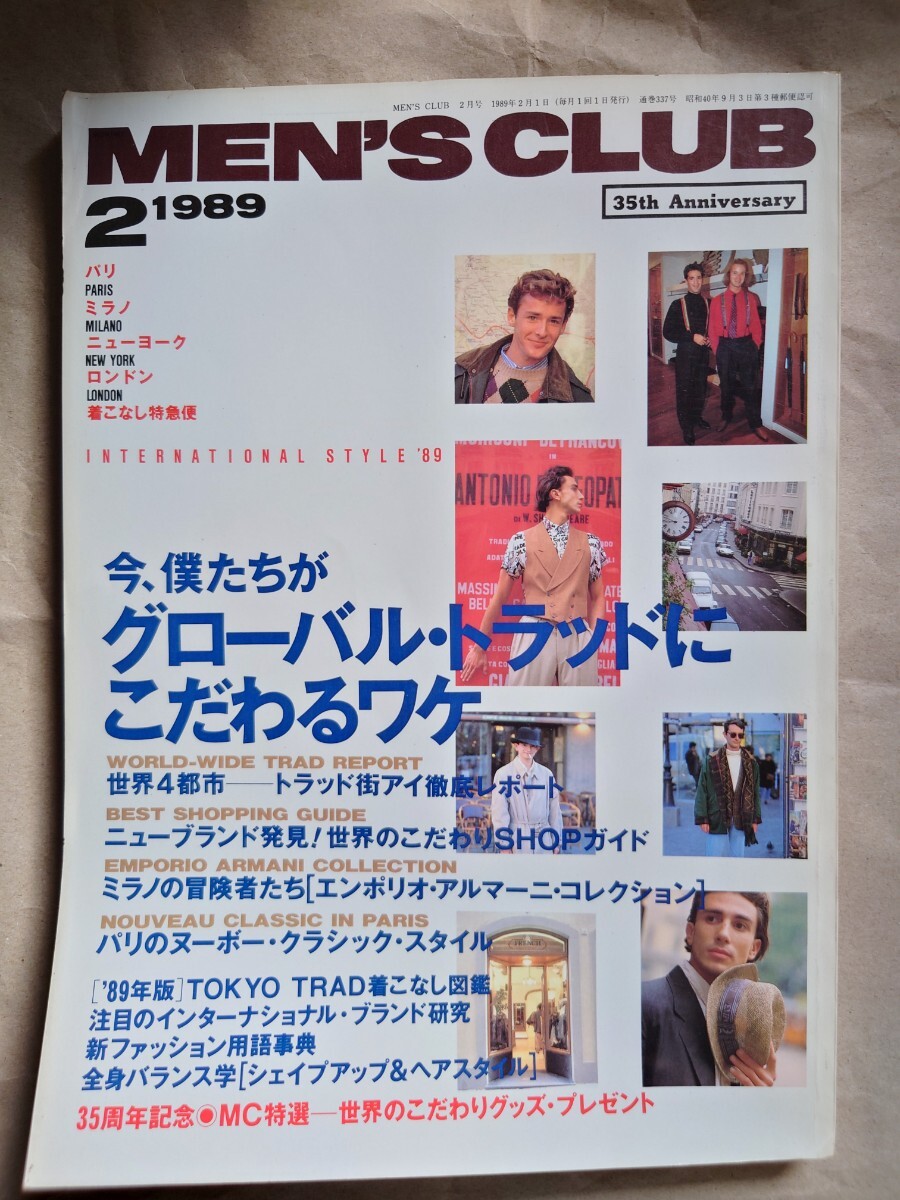 MEN'S CLUB 2月号 1989年2月1日(毎月1回1日発行) 通巻337号 昭和40年9月3日第3種郵便認可
MEN'S CLUB
2 1989
35th Anniversary
パリ
PARIS
ミラノ
MILANO
ニューヨーク
NEW YORK
ロンドン
LONDON
着こなし特急便
INTERNATIONAL STYLE '89
IN
ANTONIO
DI W.
TRAD
MASSIM
BEL
今、僕たちが
グローバル・トラッドに
こだわるワケ
WORLD-WIDE TRAD REPORT
世界4都市──トラッド街アイ徹底レポート
BEST SHOPPING GUIDE
ニューブランド発見!世界のこだわりSHOPガイド
EMPORIO ARMANI COLLECTION
ミラノの冒険者たち[エンポリオ・アルマーニ・コレクション]
NOUVEAU CLASSIC IN PARIS
パリのヌーボー・クラシック・スタイル
FRENCH
['89年版]TOKYO TRAD着こなし図鑑
注目のインターナショナル・ブランド研究
新ファッション用語事典
全身バランス学[シェイプアップ&ヘアスタイル]
35周年記念◉MC特選─世界のこだわりグッズ・プレゼント